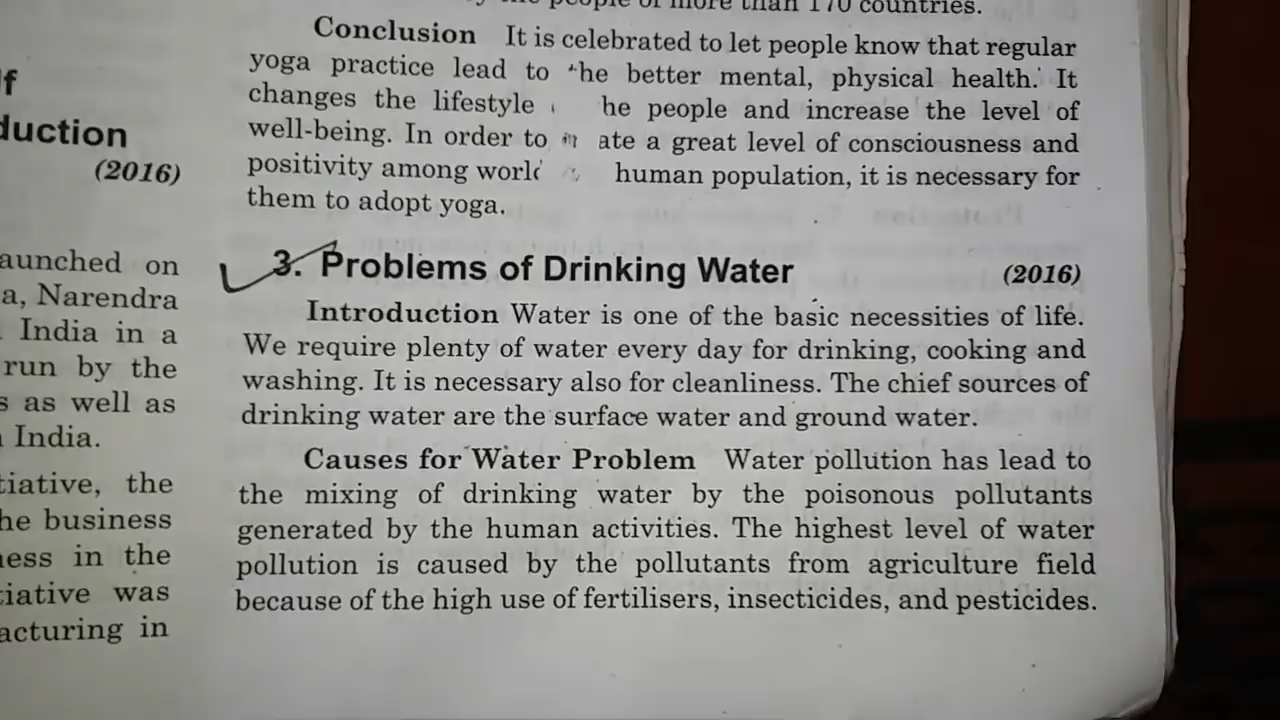 lf
duction
(2016)
aunched on
a, Narendra
India in a
run by the
s as well as
India.
tiative, the
he business
ness in the
tiative was
acturing in
the people of more than 170 countries.
Conclusion It is celebrated to let people know that regular
yoga practice lead to he better mental, physical health. It
changes the lifestyle he people and increase the level of
well-being. In order to ate a great level of consciousness and
positivity among world human population, it is necessary for
them to adopt yoga.
3. Problems of Drinking Water (2016)
Introduction Water is one of the basic necessities of life.
We require plenty of water every day for drinking, cooking and
washing. It is necessary also for cleanliness. The chief sources of
drinking water are the surface water and ground water.
Causes for Water Problem Water pollution has lead to
the mixing of drinking water by the poisonous pollutants
generated by the human activities. The highest level of water
pollution is caused by the pollutants from agriculture field
because of the high use of fertilisers, insecticides, and pesticides.